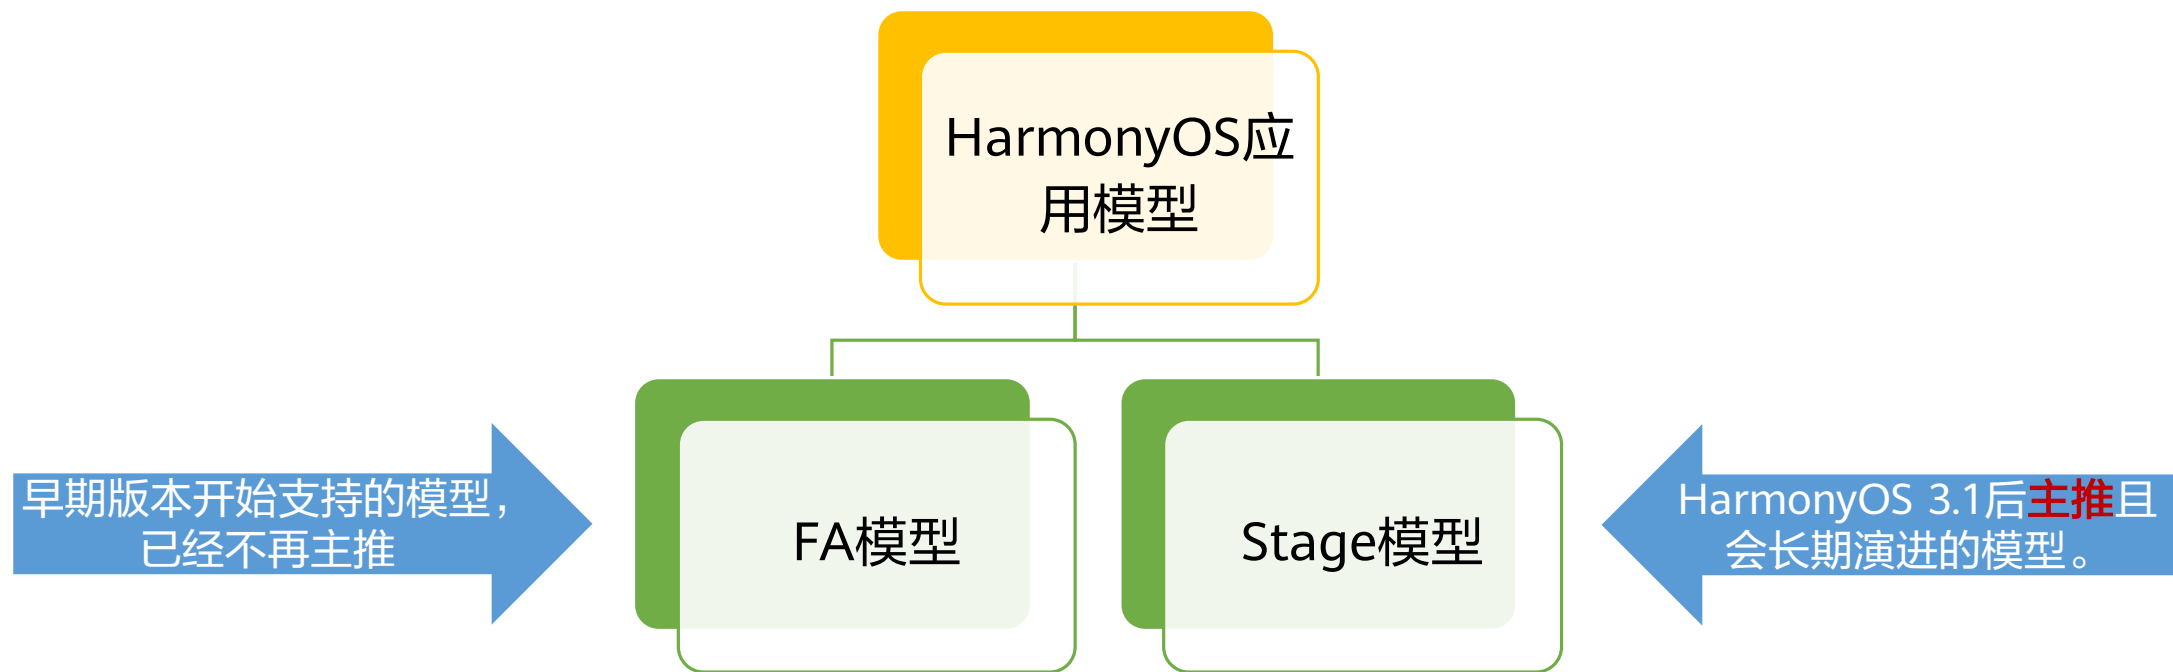 HarmonyOS应
用模型
早期版本开始支持的模型，
已经不再主推
FA模型
Stage模型
HarmonyOS 3.1后主推且
会长期演进的模型。